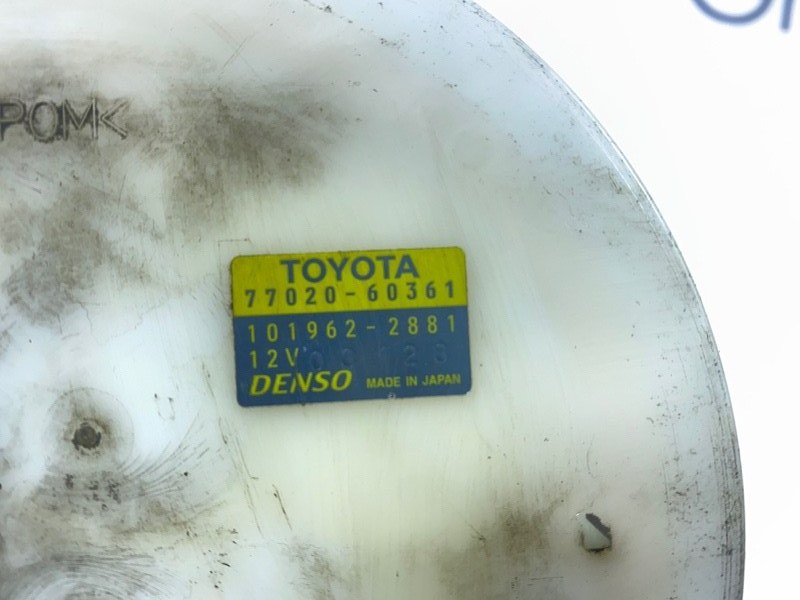 POM<
TOYOTA
77020-60361
101962-2881
12V
DENSO MADE IN JAPAN